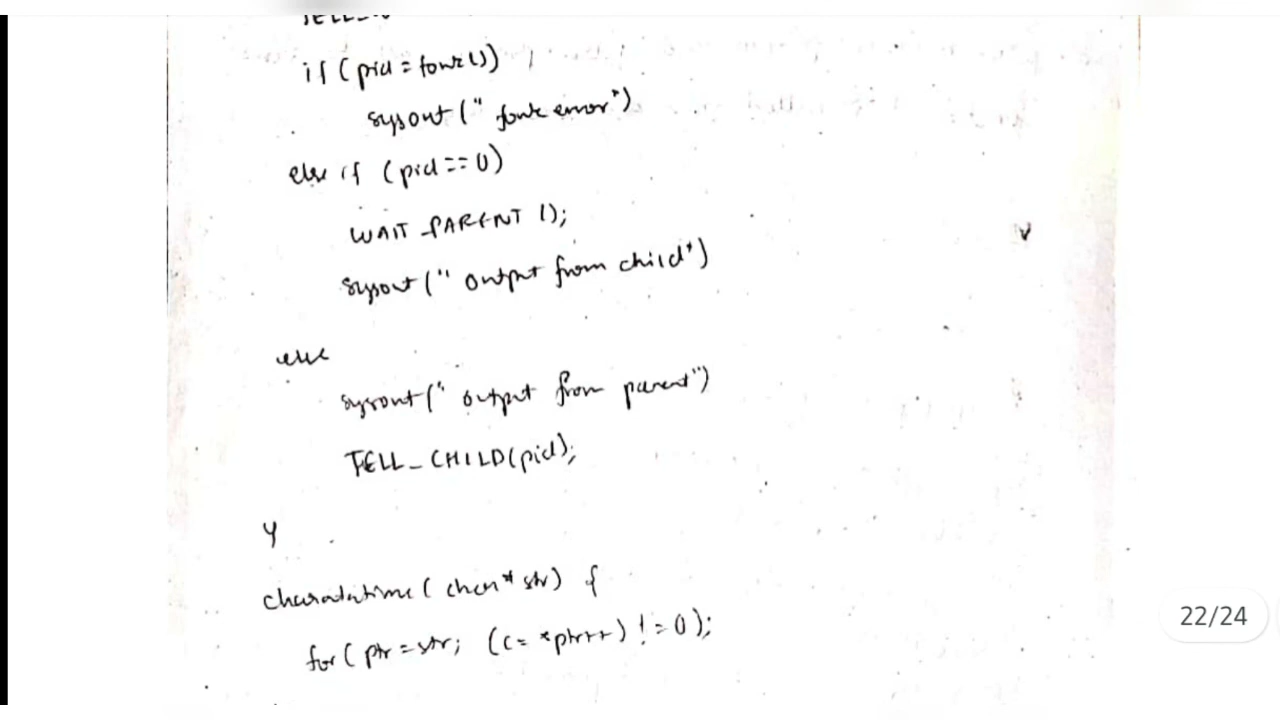 if (pid = fork())
sysout (" fork error")
else if (pid == 0)
WAIT_PARENT ();
sysout (" output from child")
else
sysout (" output from parent")
TELL_CHILD(pid);
}
charatatime ( char* str) {
for ( ptr = str; (c= *ptr++) != 0);
22/24